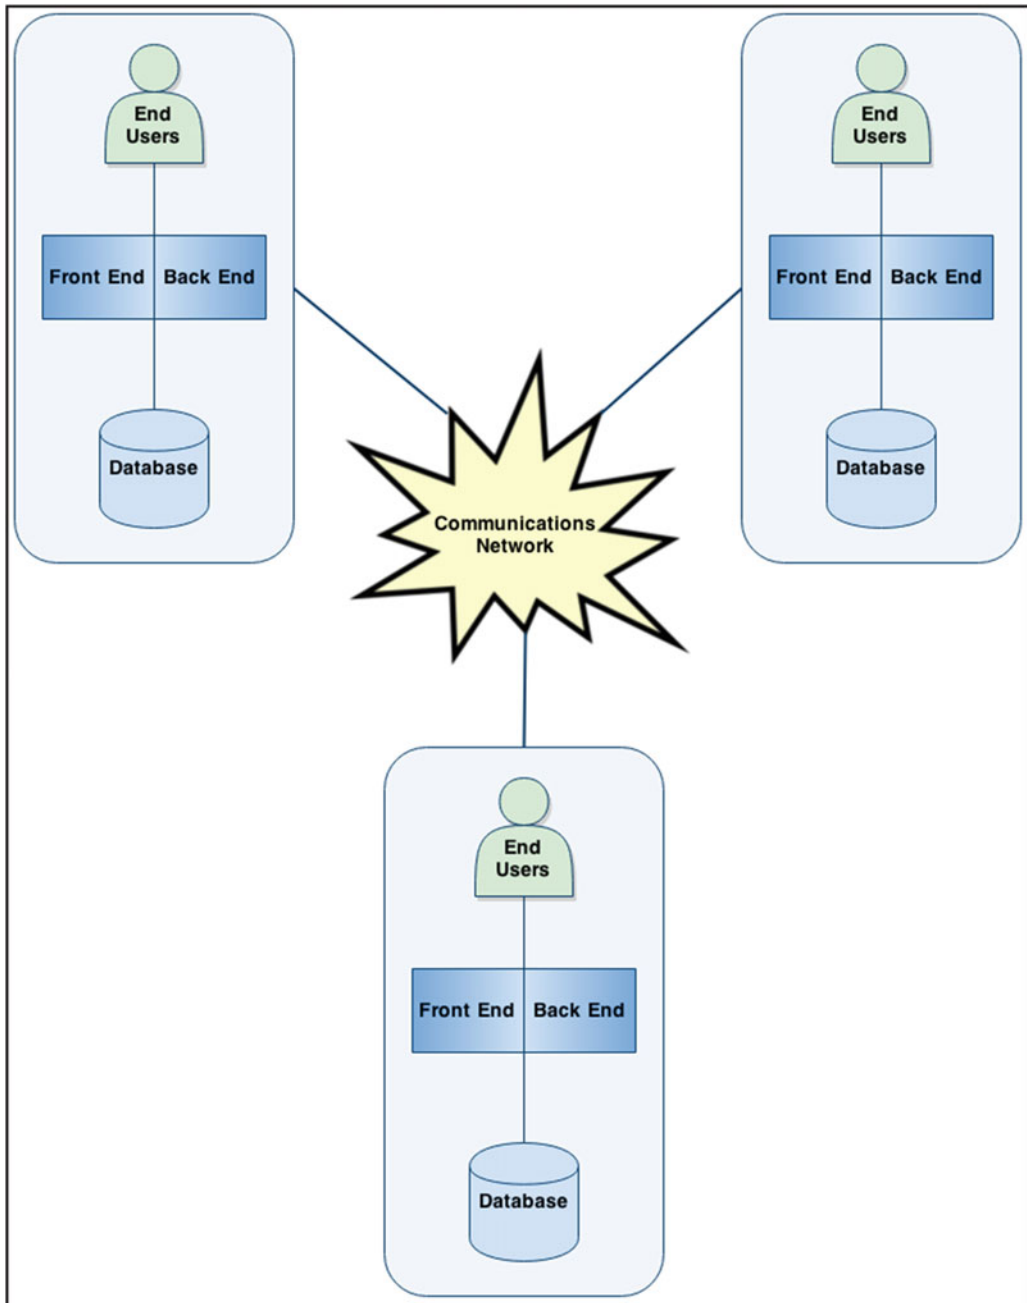 End
Users
Front End
Back End
Database
End
Users
Front End
Back End
Database
Communications
Network
End
Users
Front End
Back End
Database